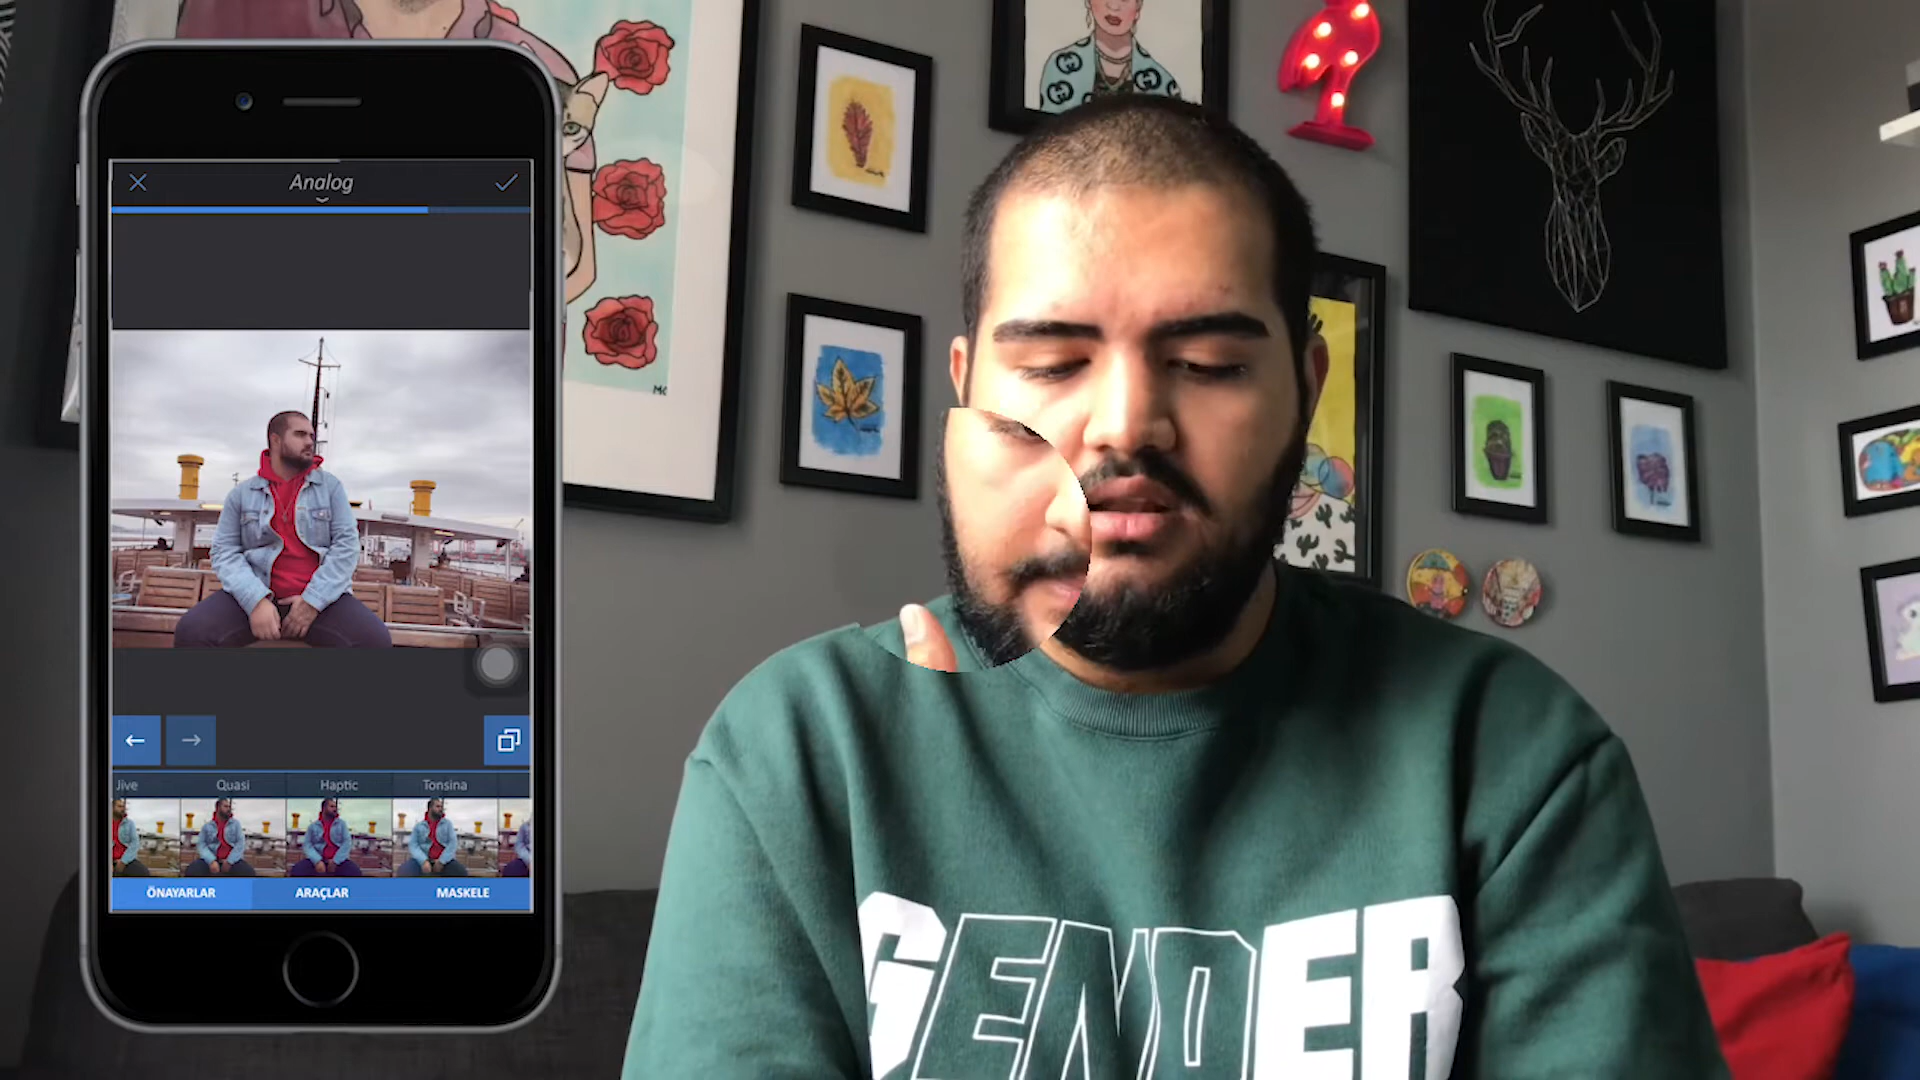 Analog
Jive
Quasi
Haptic
Tonsina
ÖNAYARLAR
ARAÇLAR
MASKELE
GENDER